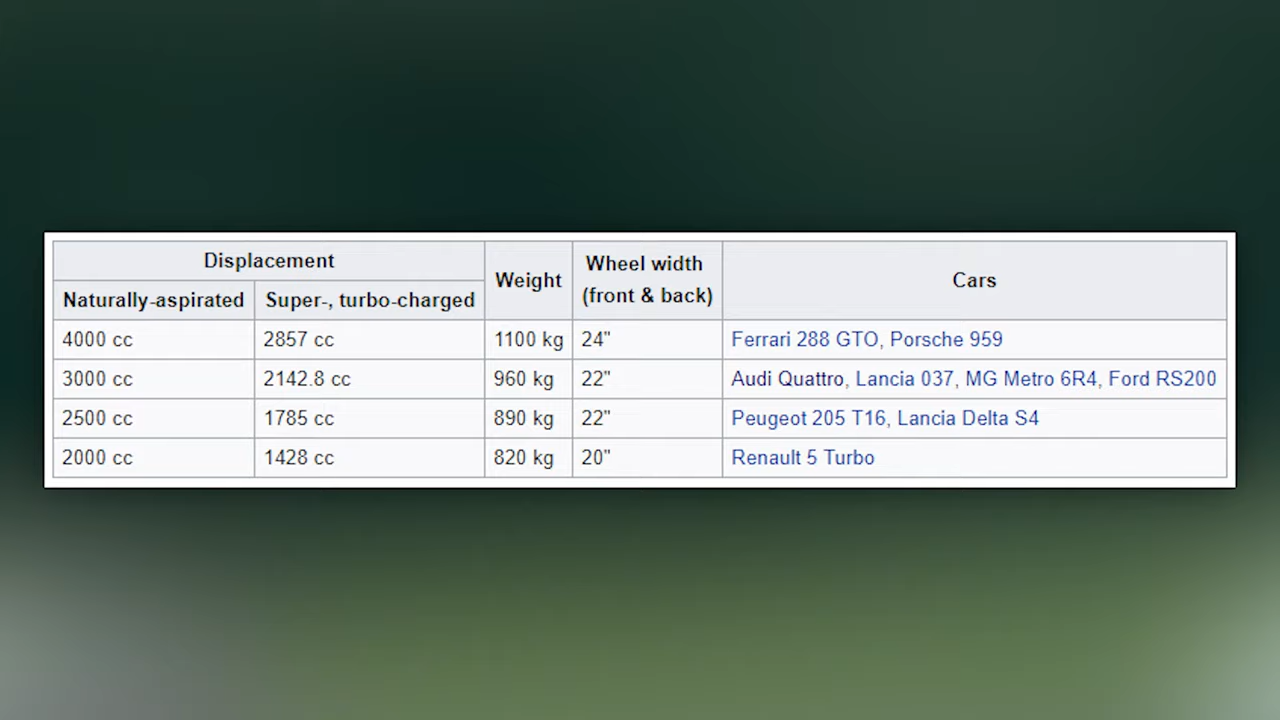 Displacement Weight Wheel width (front & back) Cars
Naturally-aspirated Super-, turbo-charged
4000 cc 2857 cc 1100 kg 24" Ferrari 288 GTO, Porsche 959
3000 cc 2142.8 cc 960 kg 22" Audi Quattro, Lancia 037, MG Metro 6R4, Ford RS200
2500 cc 1785 cc 890 kg 22" Peugeot 205 T16, Lancia Delta S4
2000 cc 1428 cc 820 kg 20" Renault 5 Turbo